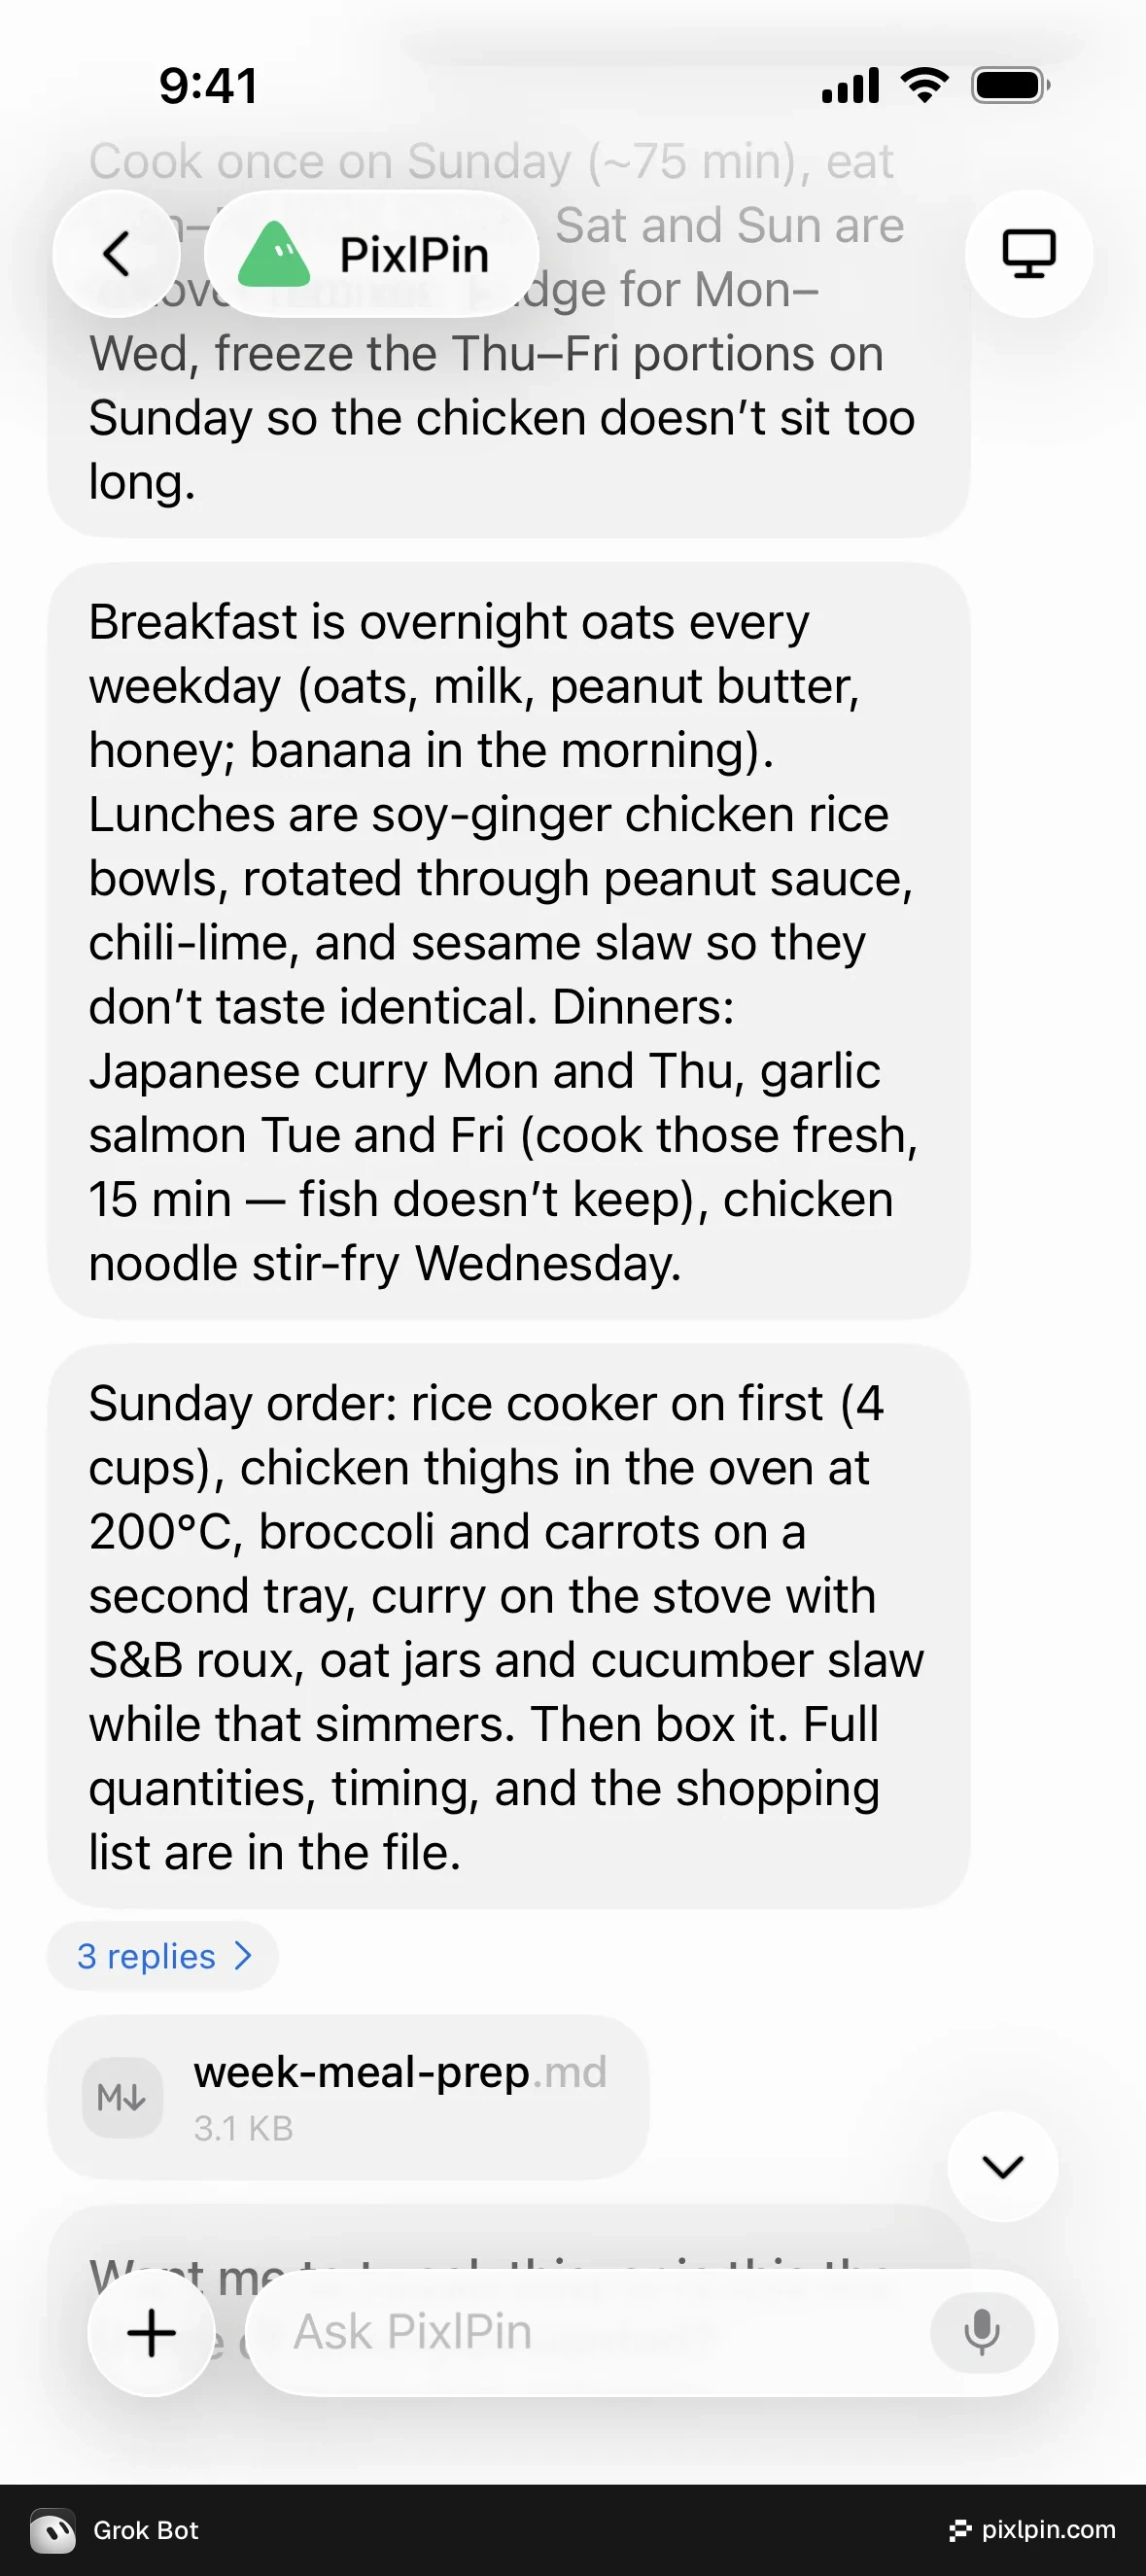 9:41
Cook once on Sunday (~75 min), eat
PixlPin
Sat and Sun are
for Mon–
Wed, freeze the Thu–Fri portions on
Sunday so the chicken doesn’t sit too
long.
Breakfast is overnight oats every
weekday (oats, milk, peanut butter,
honey; banana in the morning).
Lunches are soy-ginger chicken rice
bowls, rotated through peanut sauce,
chili-lime, and sesame slaw so they
don’t taste identical. Dinners:
Japanese curry Mon and Thu, garlic
salmon Tue and Fri (cook those fresh,
15 min — fish doesn’t keep), chicken
noodle stir-fry Wednesday.
Sunday order: rice cooker on first (4
cups), chicken thighs in the oven at
200°C, broccoli and carrots on a
second tray, curry on the stove with
S&B roux, oat jars and cucumber slaw
while that simmers. Then box it. Full
quantities, timing, and the shopping
list are in the file.
3 replies
M↓
week-meal-prep.md
3.1 KB
me
Ask PixlPin
Grok Bot
pixlpin.com